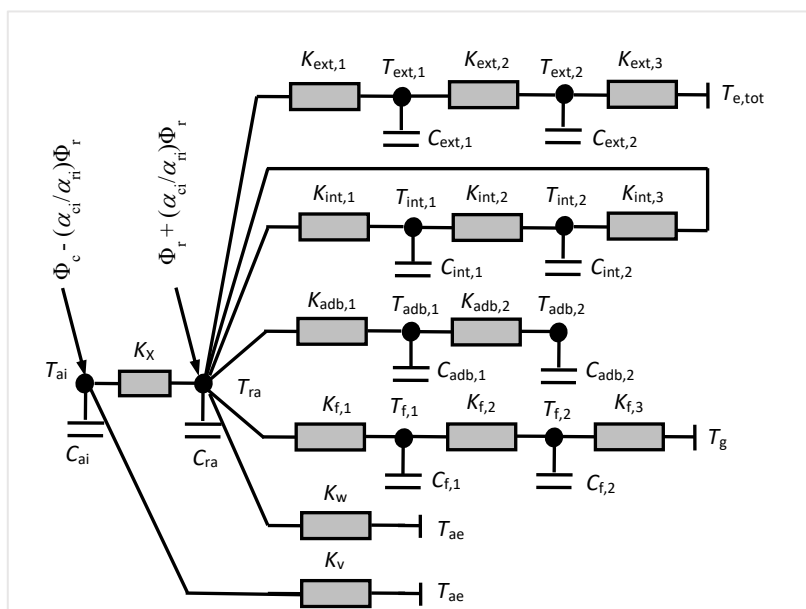 Kext,1
Text,1
Kext,2
Text,2
Kext,3
Te,tot
Cext,1
Cext,2
Φc - (αci/αri)Φr
Φr + (αci/αri)Φr
Kint,1
Tint,1
Kint,2
Tint,2
Kint,3
Cint,1
Cint,2
Kadb,1
Tadb,1
Kadb,2
Tadb,2
Cadb,1
Cadb,2
Tai
KX
Tra
Cai
Cra
Kf,1
Tf,1
Kf,2
Tf,2
Kf,3
Tg
Cf,1
Cf,2
Kw
Tae
Kv
Tae